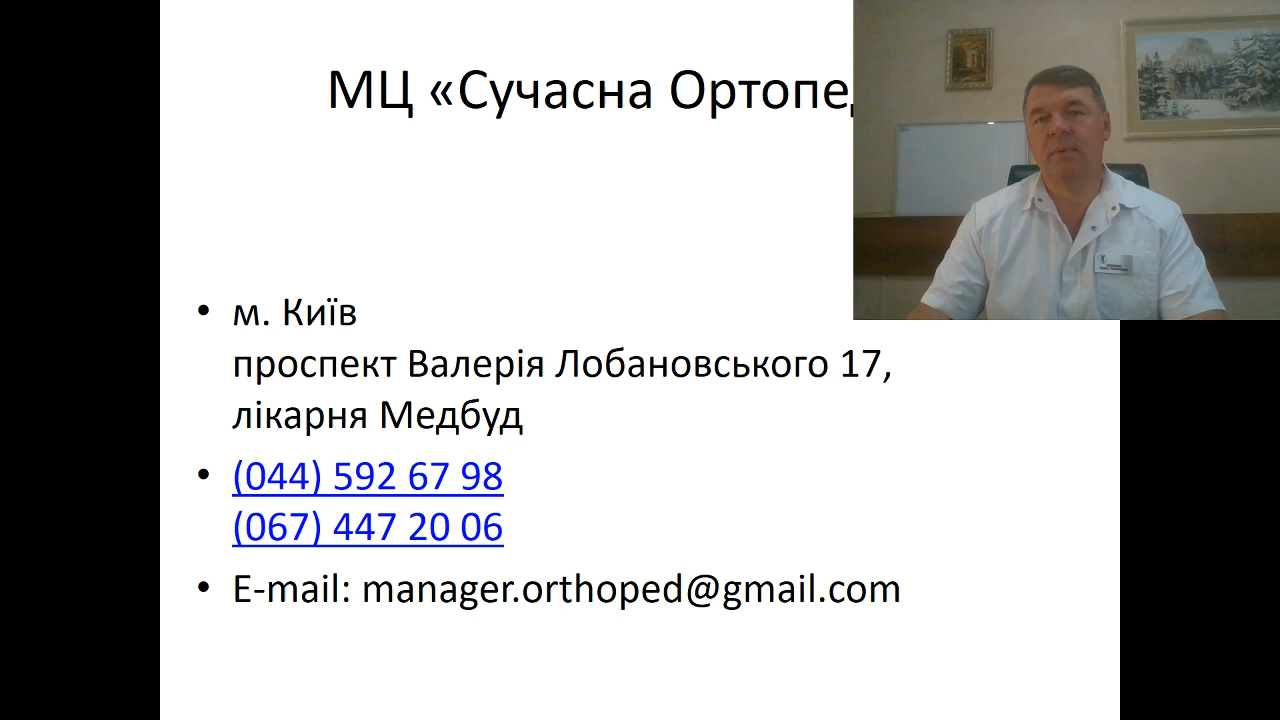 МЦ «Сучасна Ортопед
• м. Київ
проспект Валерія Лобановського 17,
лікарня Медбуд
• (044) 592 67 98
(067) 447 20 06
• E-mail: manager.orthoped@gmail.com